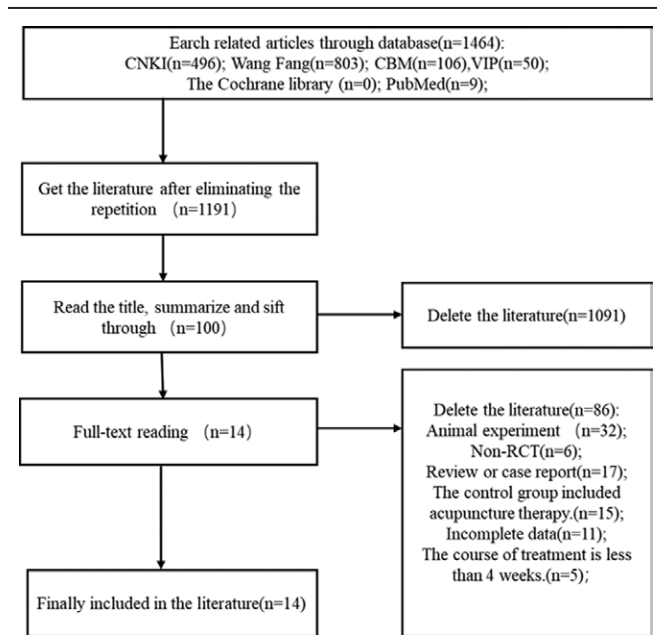 Earch related articles through database(n=1464):
CNKI(n=496); Wang Fang(n=803); CBM(n=106),VIP(n=50);
The Cochrane library (n=0); PubMed(n=9);
Get the literature after eliminating the
repetition （n=1191）
Read the title, summarize and sift
through （n=100）
Delete the literature(n=1091)
Full-text reading （n=14）
Delete the literature(n=86):
Animal experiment （n=32);
Non-RCT(n=6);
Review or case report(n=17);
The control group included
acupuncture therapy.(n=15);
Incomplete data(n=11);
The course of treatment is less
than 4 weeks.(n=5);
Finally included in the literature(n=14)